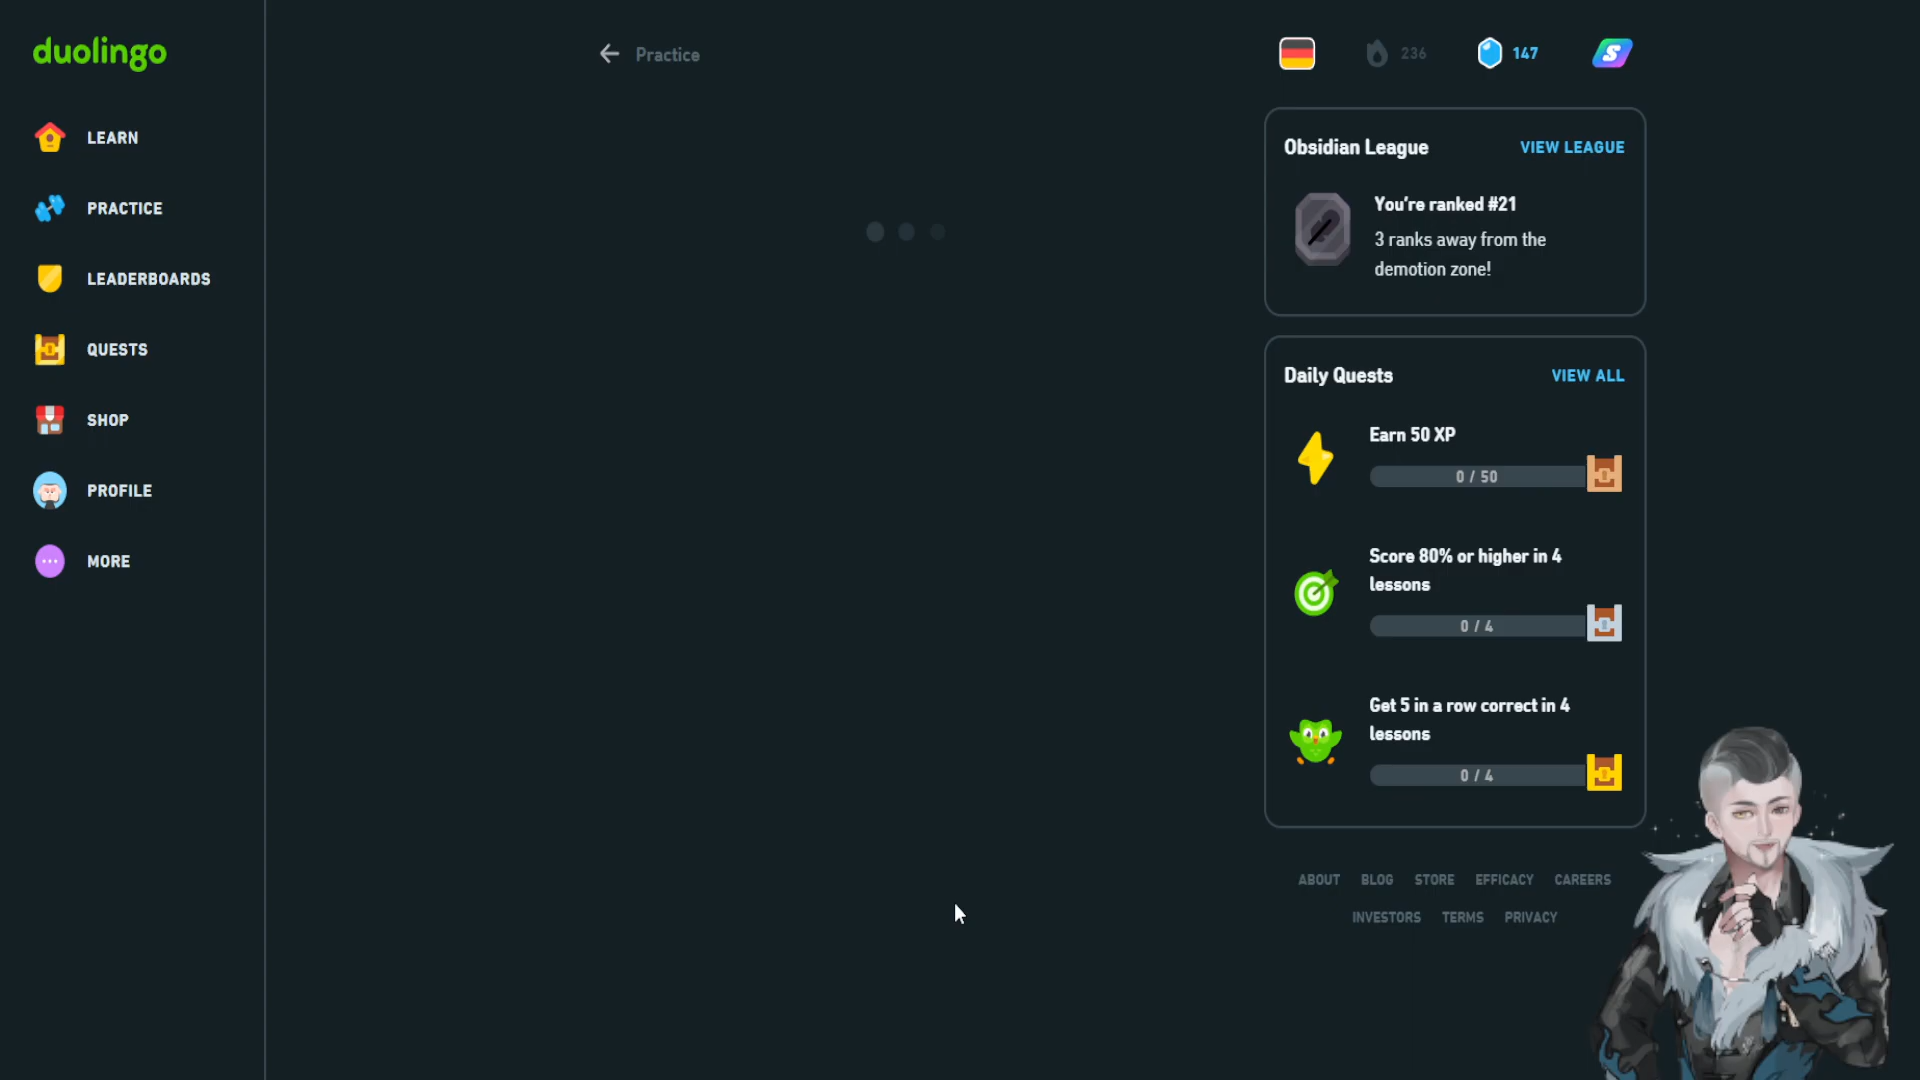 duolingo
LEARN
PRACTICE
LEADERBOARDS
QUESTS
SHOP
PROFILE
MORE
Practice
236
147
S
Obsidian League
VIEW LEAGUE
You're ranked #21
3 ranks away from the
demotion zone!
Daily Quests
VIEW ALL
Earn 50 XP
0 / 50
Score 80% or higher in 4
lessons
0 / 4
Get 5 in a row correct in 4
lessons
0 / 4
ABOUT BLOG STORE EFFICACY CAREERS
INVESTORS TERMS PRIVACY